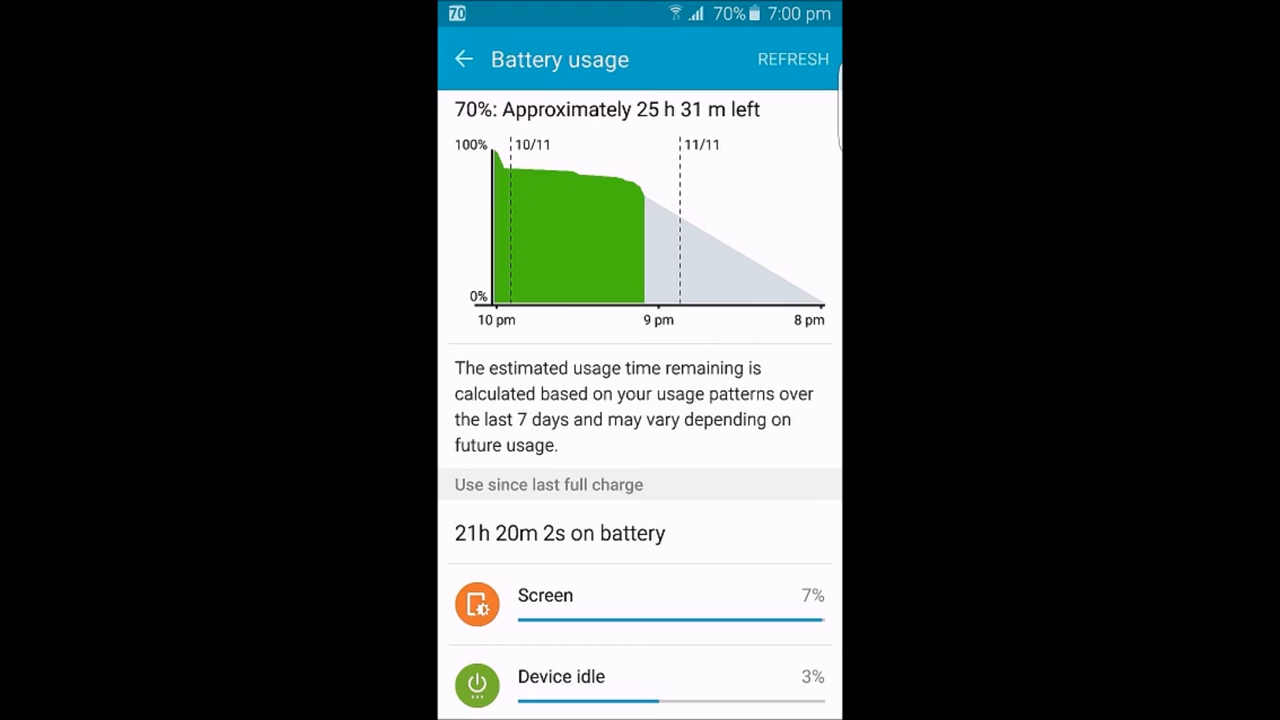 70 70% 7:00 pm
Battery usage REFRESH
70%: Approximately 25 h 31 m left
100% 10/11 11/11
0%
10 pm 9 pm 8 pm
The estimated usage time remaining is
calculated based on your usage patterns over
the last 7 days and may vary depending on
future usage.
Use since last full charge
21h 20m 2s on battery
Screen 7%
Device idle 3%